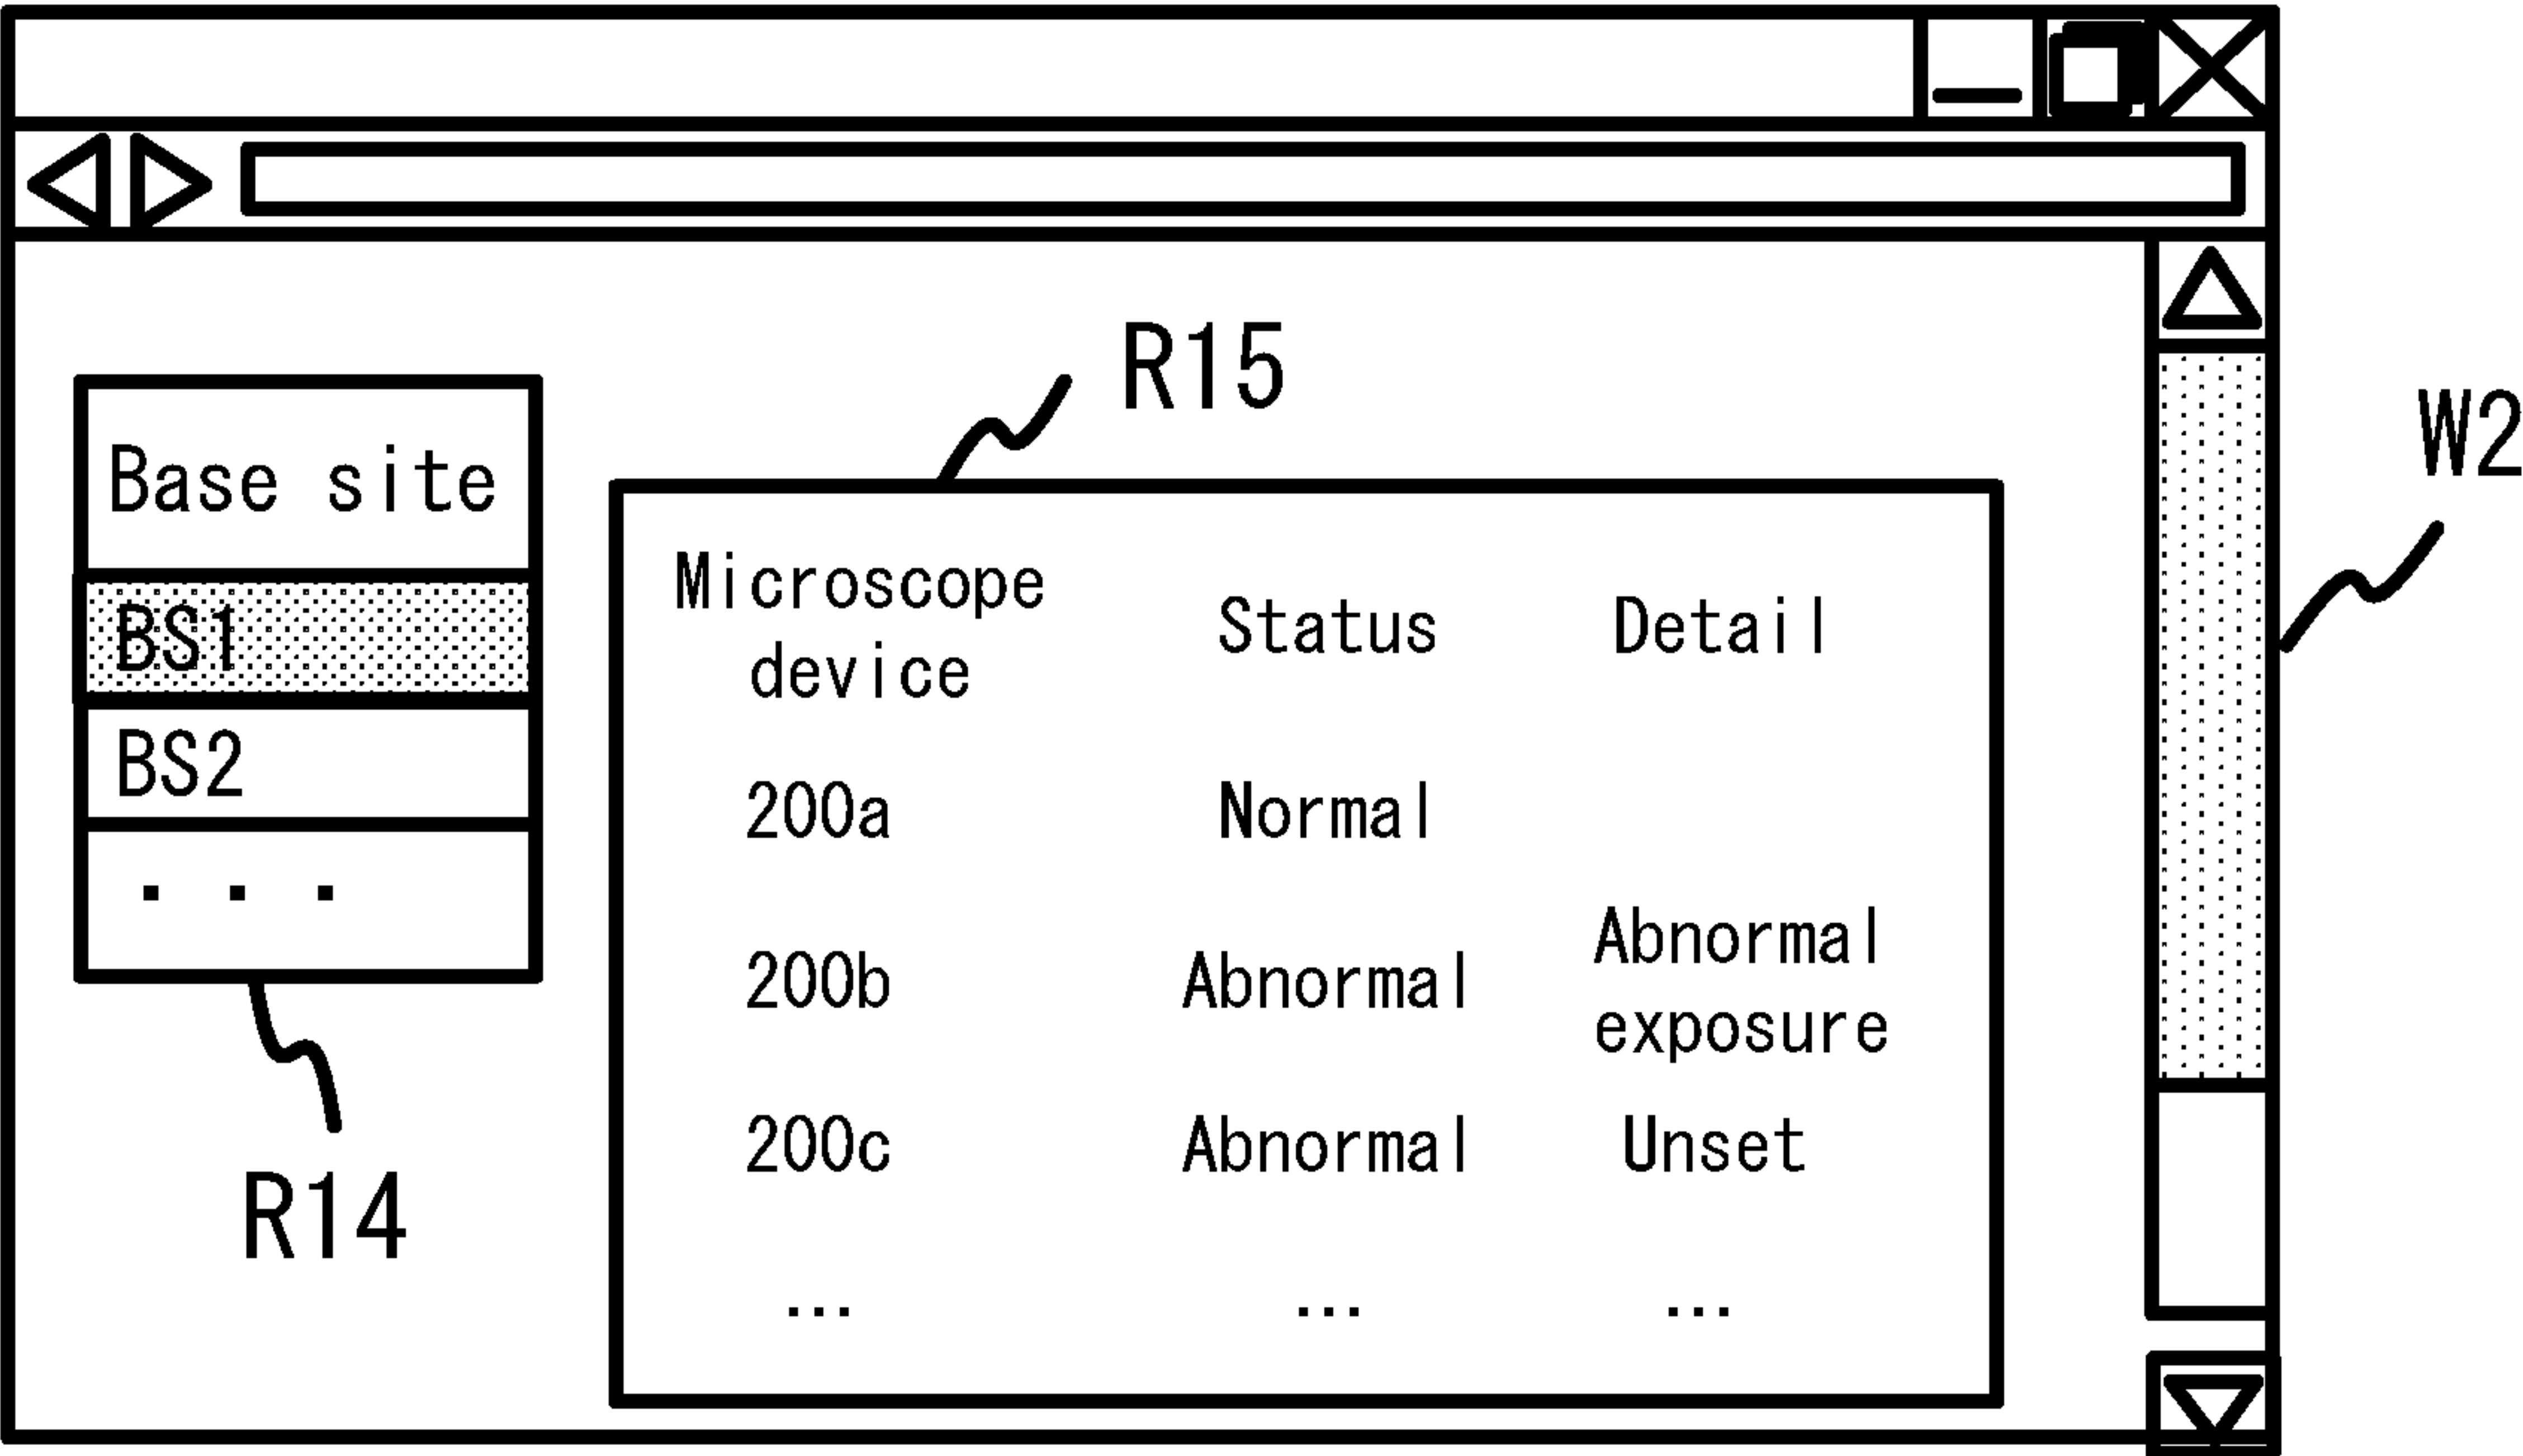 R15
W2
Base site
BS1
BS2
. . .
R14
Microscope
device
Status
Detail
200a
Normal
200b
Abnormal
Abnormal
exposure
200c
Abnormal
Unset
...
...
...